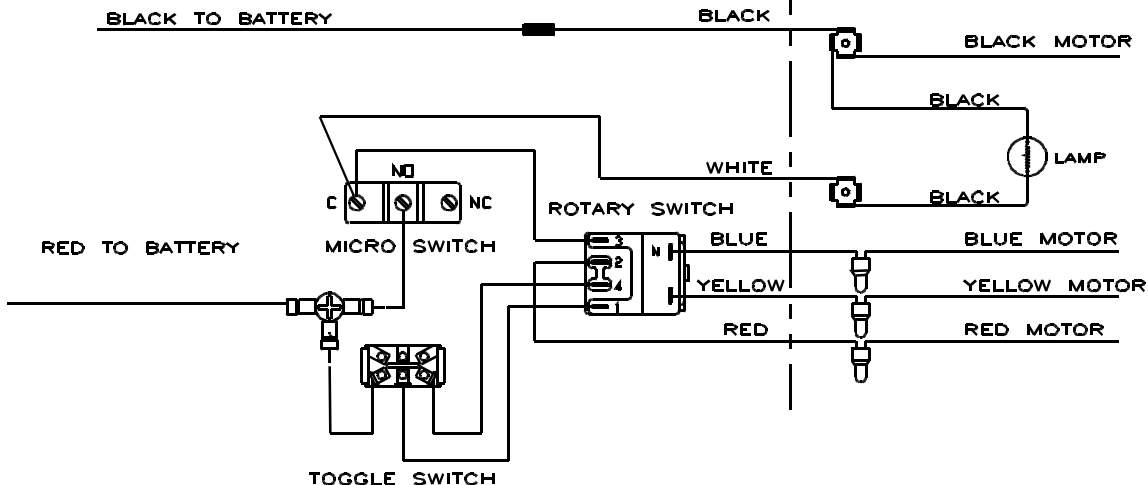 BLACK TO BATTERY
BLACK
BLACK MOTOR
BLACK
LAMP
WHITE
BLACK
NO
C
NC
MICRO SWITCH
ROTARY SWITCH
3
2
4
1
N
BLUE
BLUE MOTOR
RED TO BATTERY
YELLOW
YELLOW MOTOR
RED
RED MOTOR
TOGGLE SWITCH